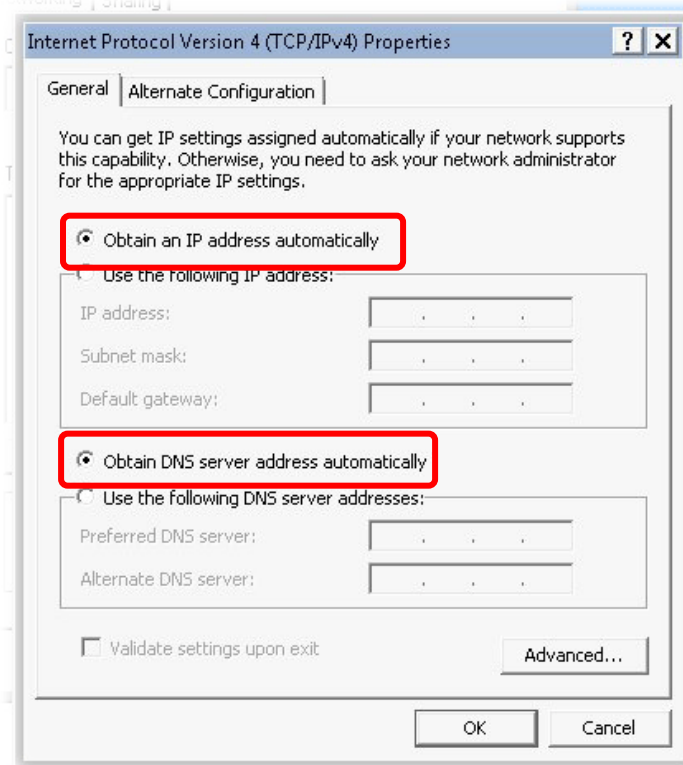 Sharing
Internet Protocol Version 4 (TCP/IPv4) Properties
? X
General Alternate Configuration
You can get IP settings assigned automatically if your network supports
this capability. Otherwise, you need to ask your network administrator
for the appropriate IP settings.
Obtain an IP address automatically
Use the following IP address:
IP address:
Subnet mask:
Default gateway:
Obtain DNS server address automatically
Use the following DNS server addresses:
Preferred DNS server:
Alternate DNS server:
Validate settings upon exit
Advanced...
OK Cancel